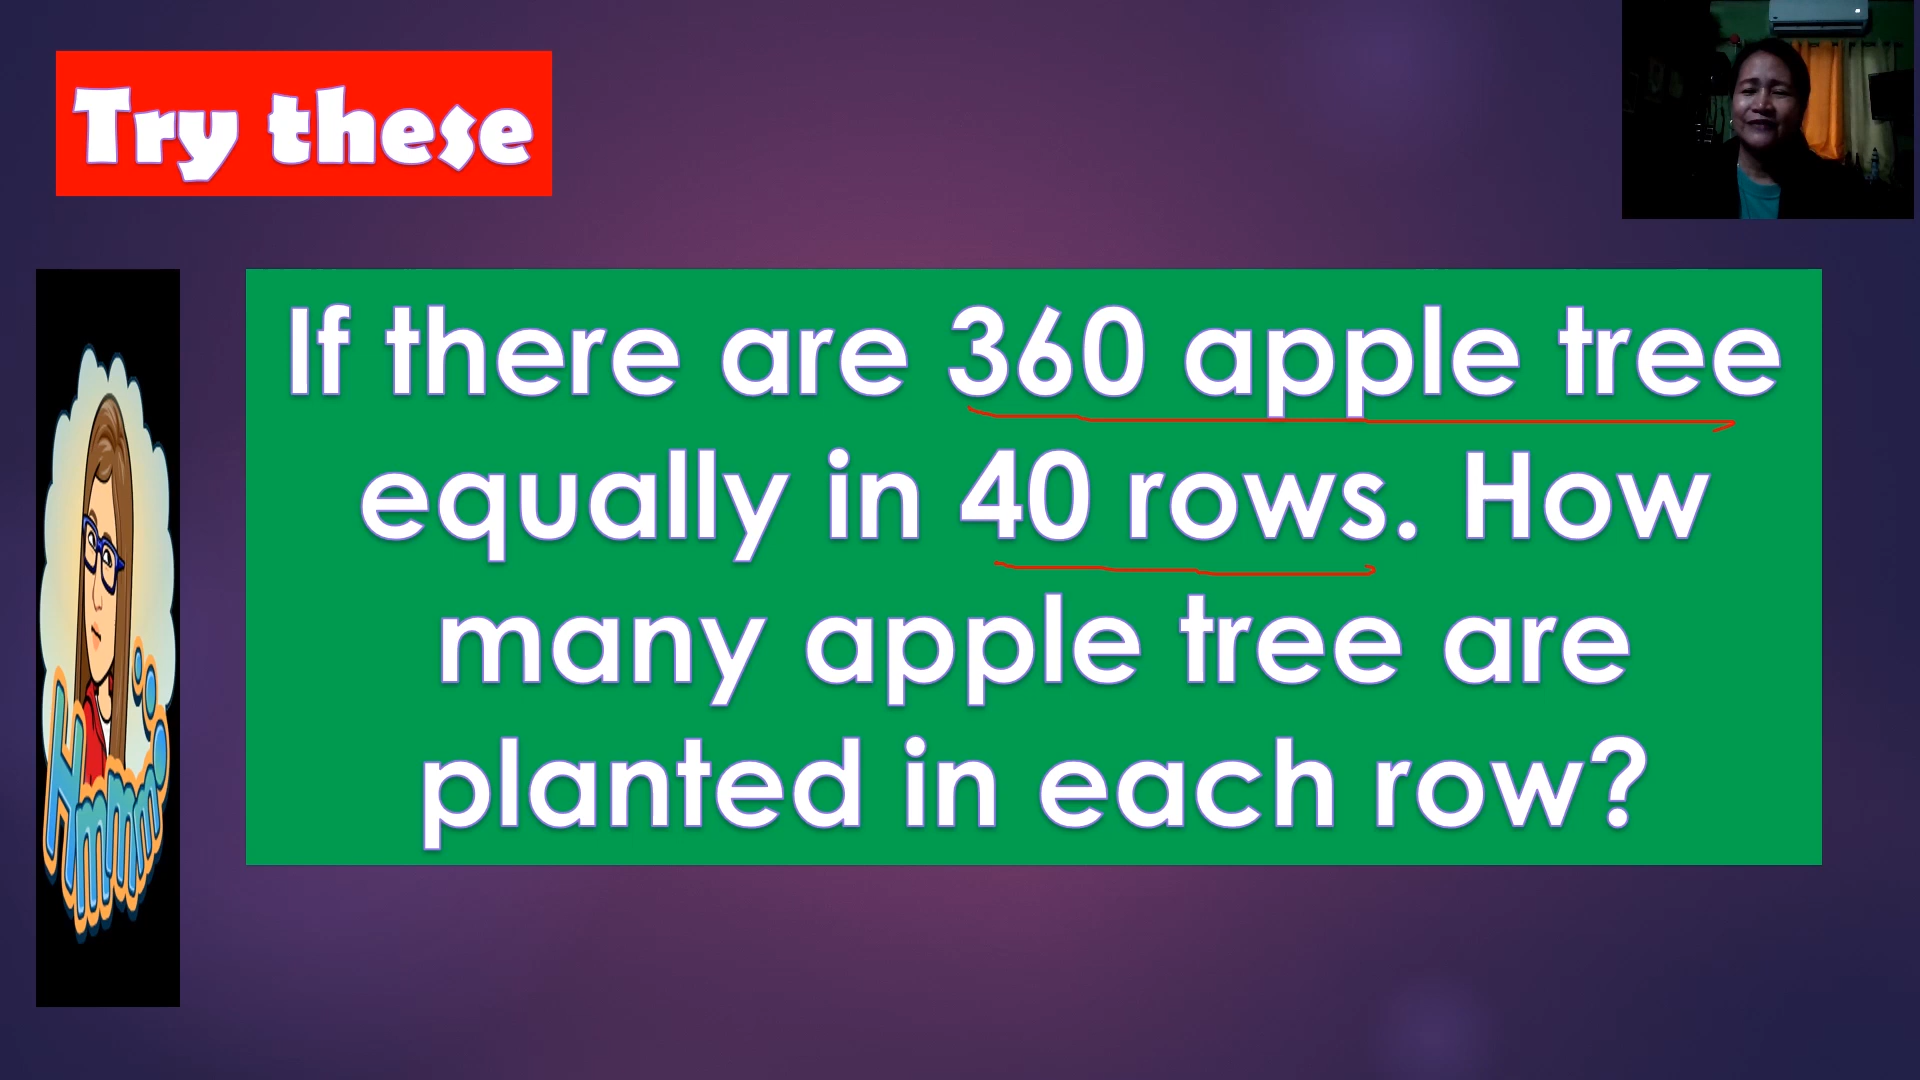 Try these
If there are 360 apple tree
equally in 40 rows. How
many apple tree are
planted in each row?
Hmmm